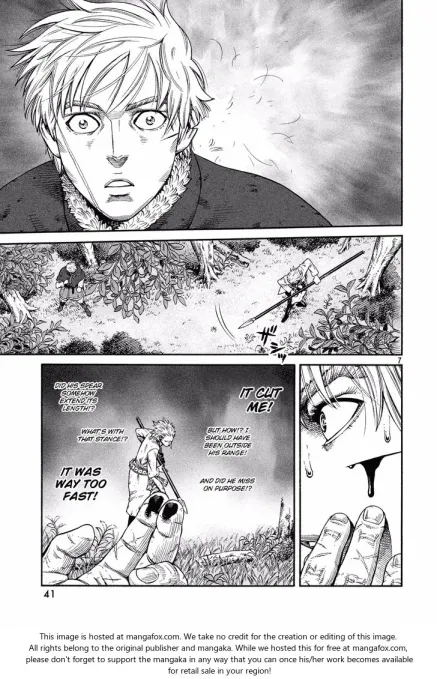 ザ
シュ
7
IT CUT
ME!
DID HIS SPEAR
SOMEHOW
EXTEND ITS
LENGTH!?
WHAT'S WITH
THAT STANCE!?
BUT HOW!? I
SHOULD HAVE
BEEN OUTSIDE
HIS RANGE!
IT WAS
WAY TOO
FAST!
AND DID HE MISS
ON PURPOSE!?
41
This image is hosted at mangafox.com. We take no credit for the creation or editing of this image.
All rights belong to the original publisher and mangaka. While we hosted this for free at mangafox.com,
please don't forget to support the mangaka in any way that you can once his/her work becomes available
for retail sale in your region!